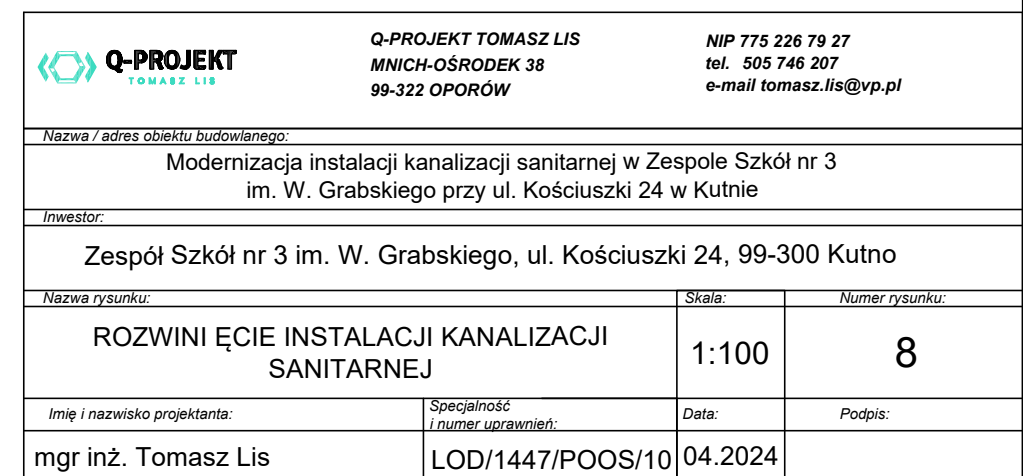 Q-PROJEKT
TOMASZ LIS
Q-PROJEKT TOMASZ LIS
MNICH-OŚRODEK 38
99-322 OPORÓW
NIP 775 226 79 27
tel. 505 746 207
e-mail tomasz.lis@vp.pl
Nazwa / adres obiektu budowlanego:
Modernizacja instalacji kanalizacji sanitarnej w Zespole Szkół nr 3
im. W. Grabskiego przy ul. Kościuszki 24 w Kutnie
Inwestor:
Zespół Szkół nr 3 im. W. Grabskiego, ul. Kościuszki 24, 99-300 Kutno
Nazwa rysunku:
ROZWINI ĘCIE INSTALACJI KANALIZACJI
SANITARNEJ
Skala:
1:100
Numer rysunku:
8
Imię i nazwisko projektanta:
mgr inż. Tomasz Lis
Specjalność
i numer uprawnień:
LOD/1447/POOS/10
Data:
04.2024
Podpis: